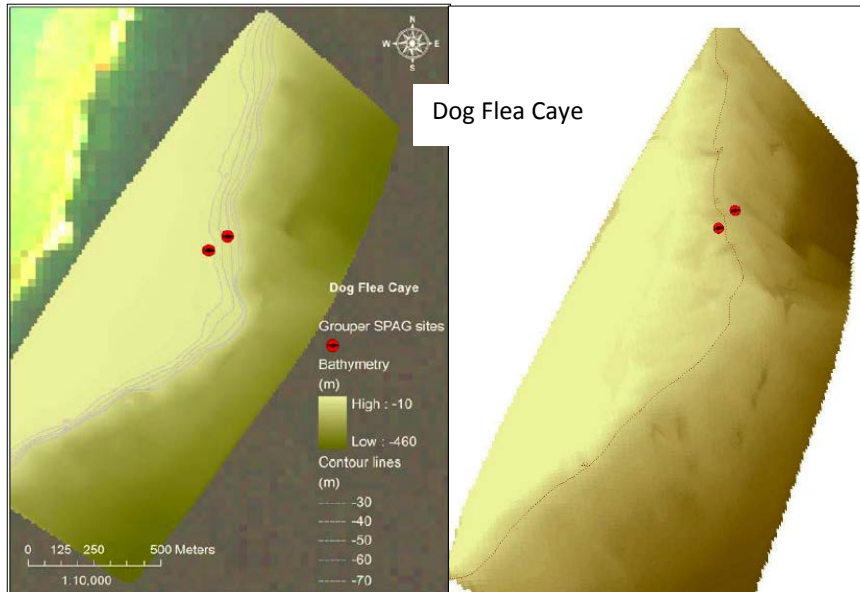 N
W E
S
Dog Flea Caye
Dog Flea Caye
Grouper SPAG sites
Bathymetry
(m)
High : -10
Low : -460
Contour lines
(m)
-30
-40
-50
-60
-70
0 125 250 500 Meters
1:10,000